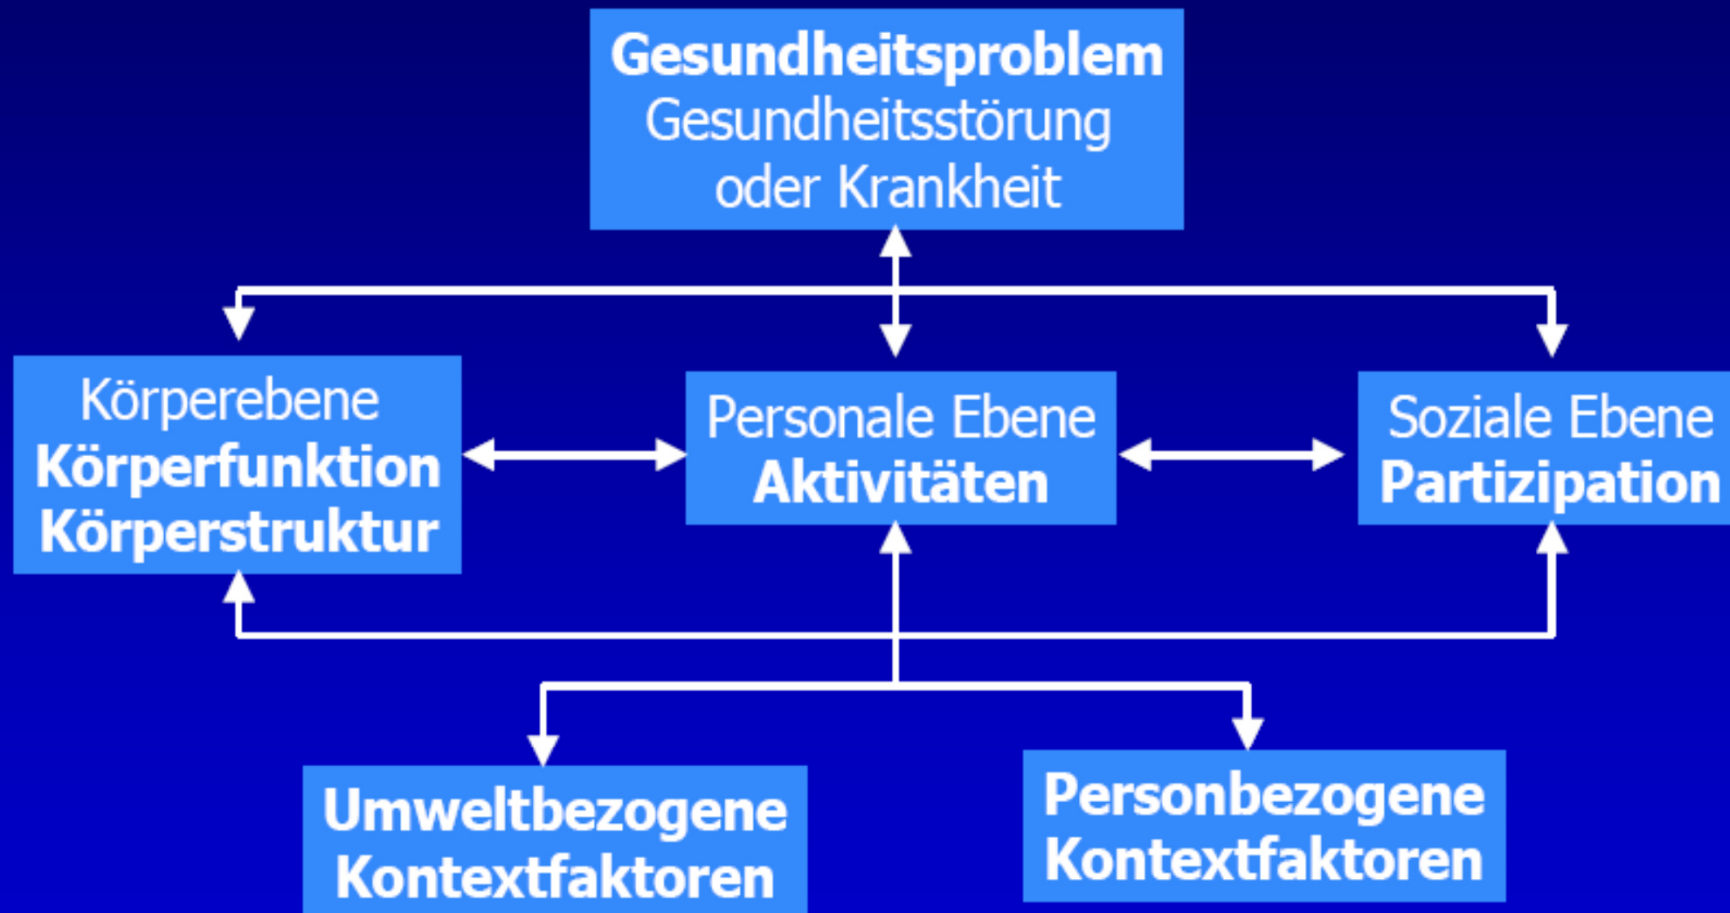 Gesundheitsproblem
Gesundheitsstörung
oder Krankheit
Körperebene
Körperfunktion
Körperstruktur
Personale Ebene
Aktivitäten
Soziale Ebene
Partizipation
Umweltbezogene
Kontextfaktoren
Personbezogene
Kontextfaktoren